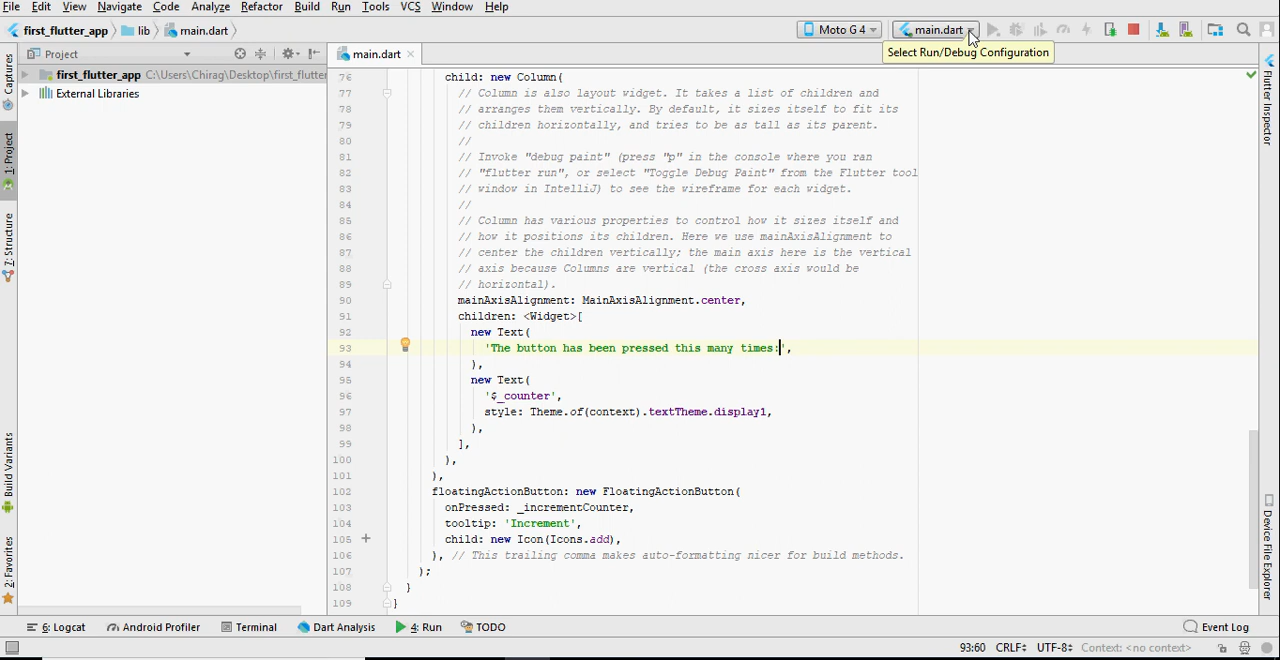 File Edit View Navigate Code Analyze Refactor Build Run Tools VCS Window Help
first_flutter_app lib main.dart Moto G 4 main.dart
Select Run/Debug Configuration
Project
main.dart
first_flutter_app C:\Users\Chirag\Desktop\first_flutter
External Libraries
Captures
1: Project
7: Structure
Build Variants
2: Favorites
76 child: new Column(
77 // Column is also layout widget. It takes a list of children and
78 // arranges them vertically. By default, it sizes itself to fit its
79 // children horizontally, and tries to be as tall as its parent.
80 //
81 // Invoke "debug paint" (press "p" in the console where you ran
82 // "flutter run", or select "Toggle Debug Paint" from the Flutter tool
83 // window in IntelliJ) to see the wireframe for each widget.
84 //
85 // Column has various properties to control how it sizes itself and
86 // how it positions its children. Here we use mainAxisAlignment to
87 // center the children vertically; the main axis here is the vertical
88 // axis because Columns are vertical (the cross axis would be
89 // horizontal).
90 mainAxisAlignment: MainAxisAlignment.center,
91 children: <Widget>[
92 new Text(
93 'The button has been pressed this many times:',
94 ),
95 new Text(
96 '$_counter',
97 style: Theme.of(context).textTheme.display1,
98 ),
99 ],
100 ),
101 ),
102 floatingActionButton: new FloatingActionButton(
103 onPressed: _incrementCounter,
104 tooltip: 'Increment',
105 child: new Icon(Icons.add),
106 ), // This trailing comma makes auto-formatting nicer for build methods.
107 );
108 }
109 }
Flutter Inspector
Device File Explorer
6: Logcat Android Profiler Terminal Dart Analysis 4: Run TODO Event Log
93:60 CRLF UTF-8 Context: <no context>